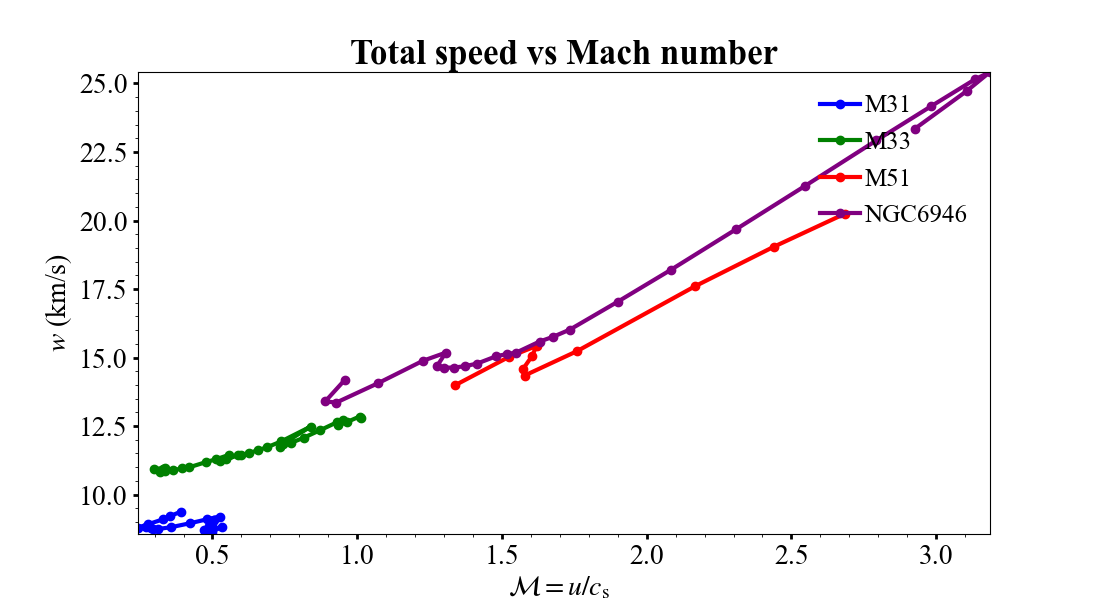 Total speed vs Mach number
25.0
22.5
20.0
17.5
15.0
12.5
10.0
w (km/s)
M31
M33
M51
NGC6946
0.5 1.0 1.5 2.0 2.5 3.0
ℳ = u/cₛ